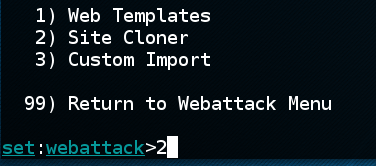 1) Web Templates
2) Site Cloner
3) Custom Import
99) Return to Webattack Menu
set:webattack>2